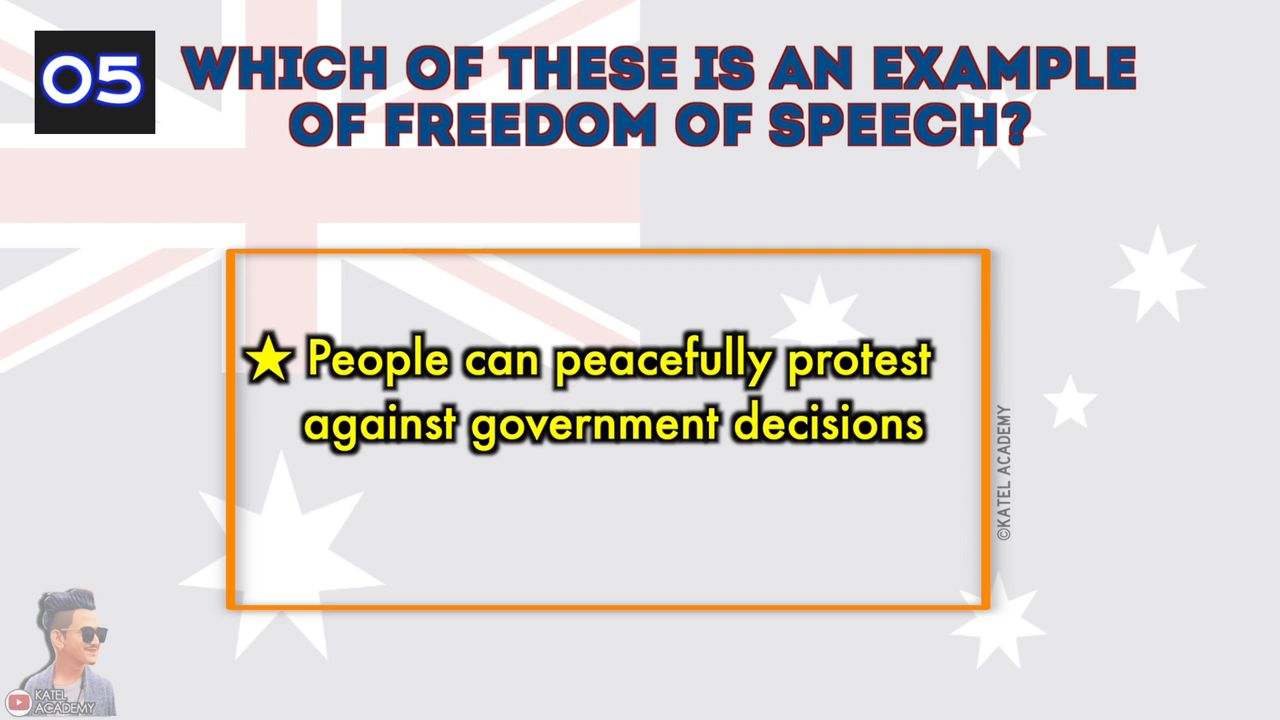 05
WHICH OF THESE IS AN EXAMPLE
OF FREEDOM OF SPEECH?
★ People can peacefully protest
against government decisions
©KATEL ACADEMY
KATEL
ACADEMY